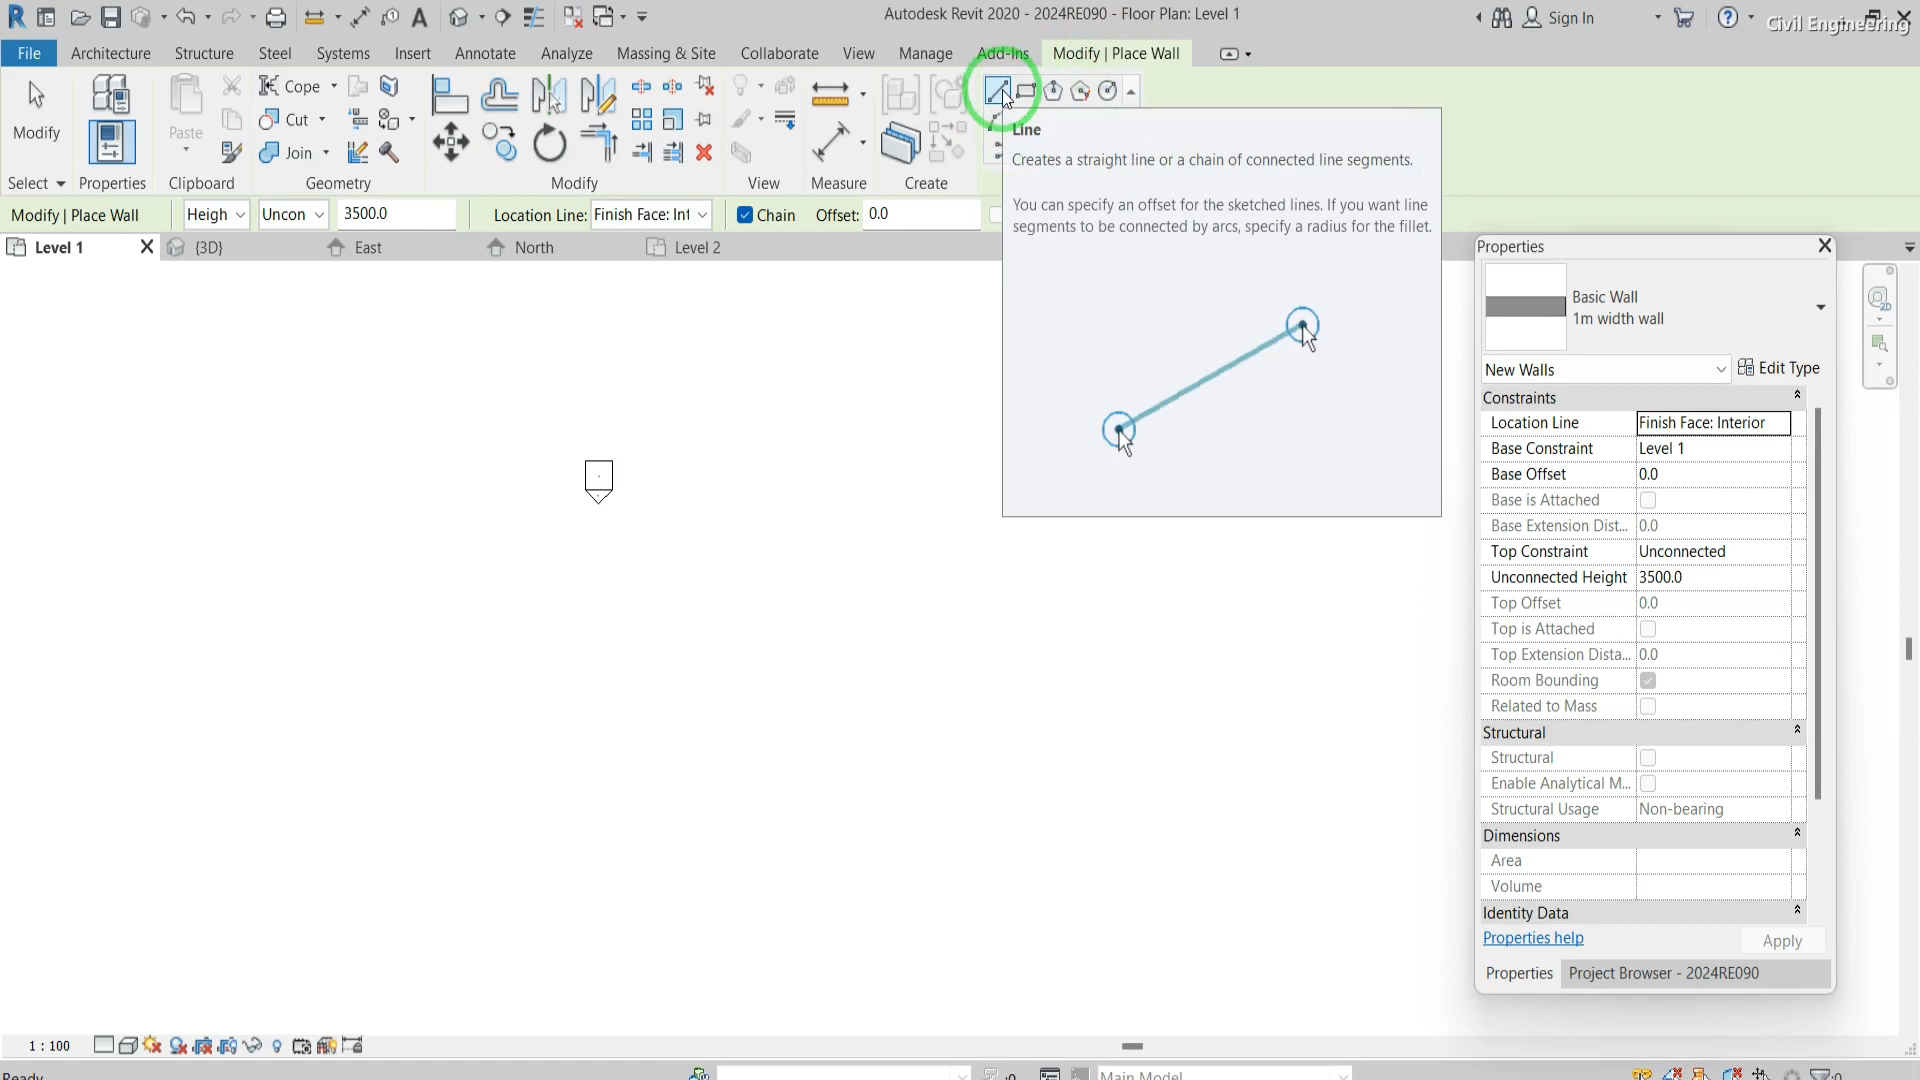 Autodesk Revit 2020 - 2024RE090 - Floor Plan: Level 1
Sign In
Civil Engineering
File Architecture Structure Steel Systems Insert Annotate Analyze Massing & Site Collaborate View Manage Add-Ins Modify | Place Wall
Modify
Paste
Cope
Cut
Join
Select Properties Clipboard Geometry Modify View Measure Create
Line
Creates a straight line or a chain of connected line segments.
You can specify an offset for the sketched lines. If you want line
segments to be connected by arcs, specify a radius for the fillet.
Modify | Place Wall Heigh Uncon 3500.0 Location Line: Finish Face: Int Chain Offset: 0.0
Level 1 {3D} East North Level 2
Properties
Basic Wall
1m width wall
New Walls Edit Type
Constraints
Location Line Finish Face: Interior
Base Constraint Level 1
Base Offset 0.0
Base is Attached
Base Extension Dist... 0.0
Top Constraint Unconnected
Unconnected Height 3500.0
Top Offset 0.0
Top is Attached
Top Extension Dista... 0.0
Room Bounding
Related to Mass
Structural
Structural
Enable Analytical M...
Structural Usage Non-bearing
Dimensions
Area
Volume
Identity Data
Properties help Apply
Properties Project Browser - 2024RE090
1 : 100
Ready :0 Main Model :0